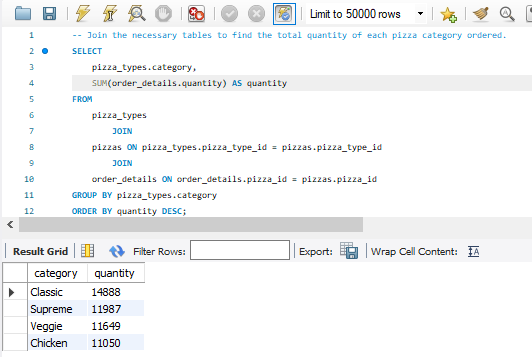 Limit to 50000 rows
1 -- Join the necessary tables to find the total quantity of each pizza category ordered.
2 SELECT
3 pizza_types.category,
4 SUM(order_details.quantity) AS quantity
5 FROM
6 pizza_types
7 JOIN
8 pizzas ON pizza_types.pizza_type_id = pizzas.pizza_type_id
9 JOIN
10 order_details ON order_details.pizza_id = pizzas.pizza_id
11 GROUP BY pizza_types.category
12 ORDER BY quantity DESC;
Result Grid Filter Rows: Export: Wrap Cell Content: IA
category quantity
Classic 14888
Supreme 11987
Veggie 11649
Chicken 11050